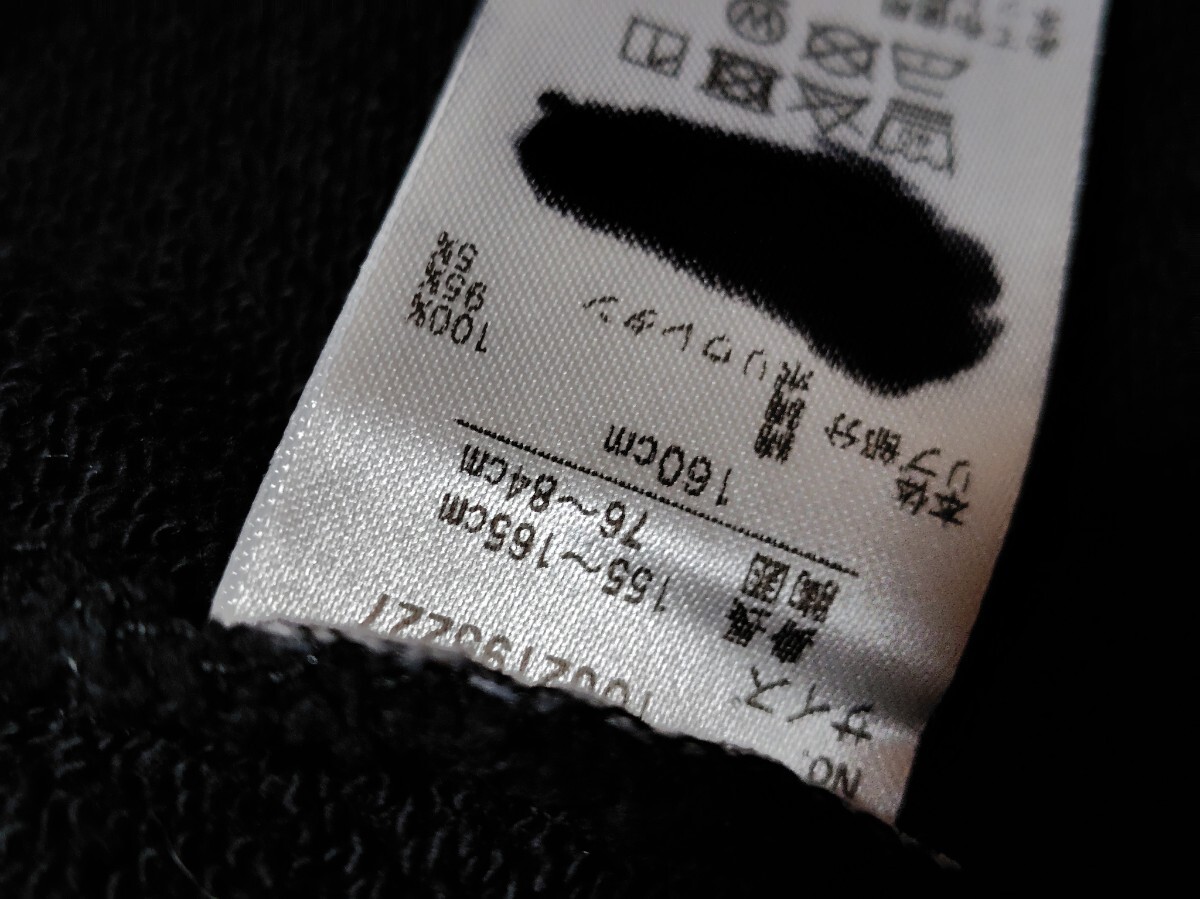 NO.
サイズ
身長 155～165cm
胸囲 76～84cm
160cm
本体 綿 100%
リブ部分 綿 95%
ポリウレタン 5%